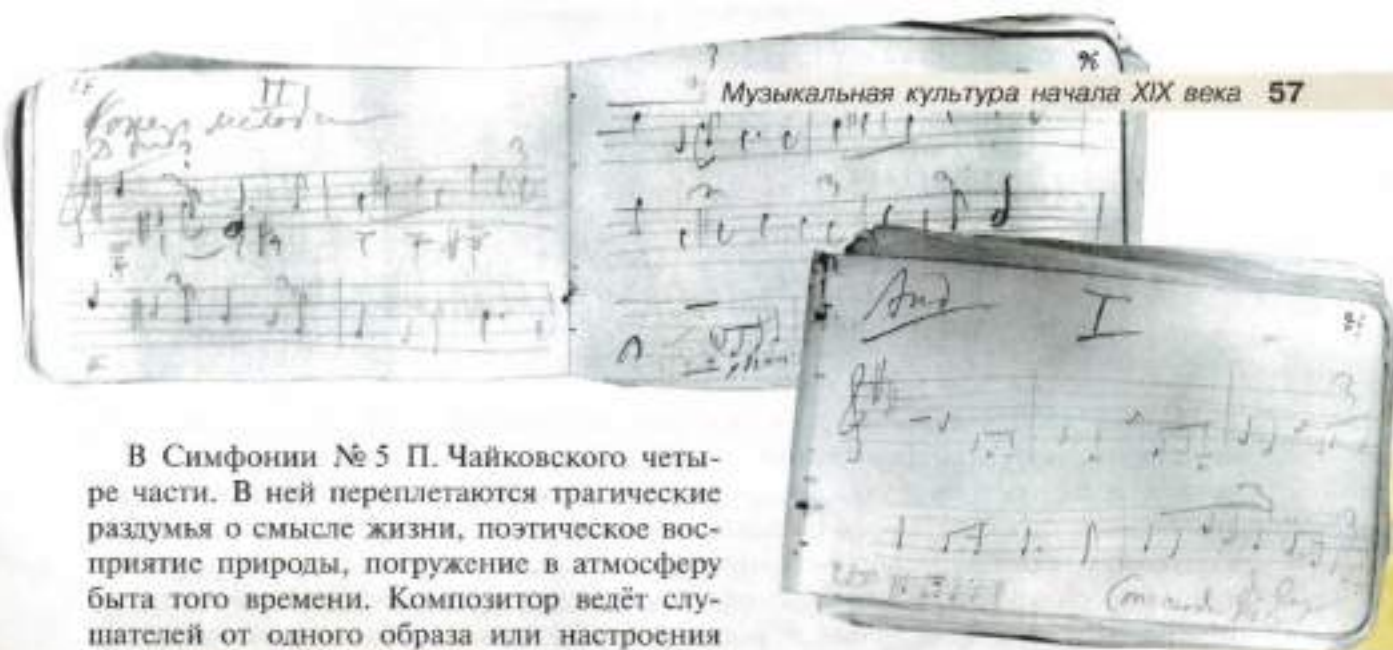 Музыкальная культура начала XIX века 57
II
I
В Симфонии № 5 П. Чайковского четы-
ре части. В ней переплетаются трагические
раздумья о смысле жизни, поэтическое вос-
приятие природы, погружение в атмосферу
быта того времени. Композитор ведёт слу-
шателей от одного образа или настроения